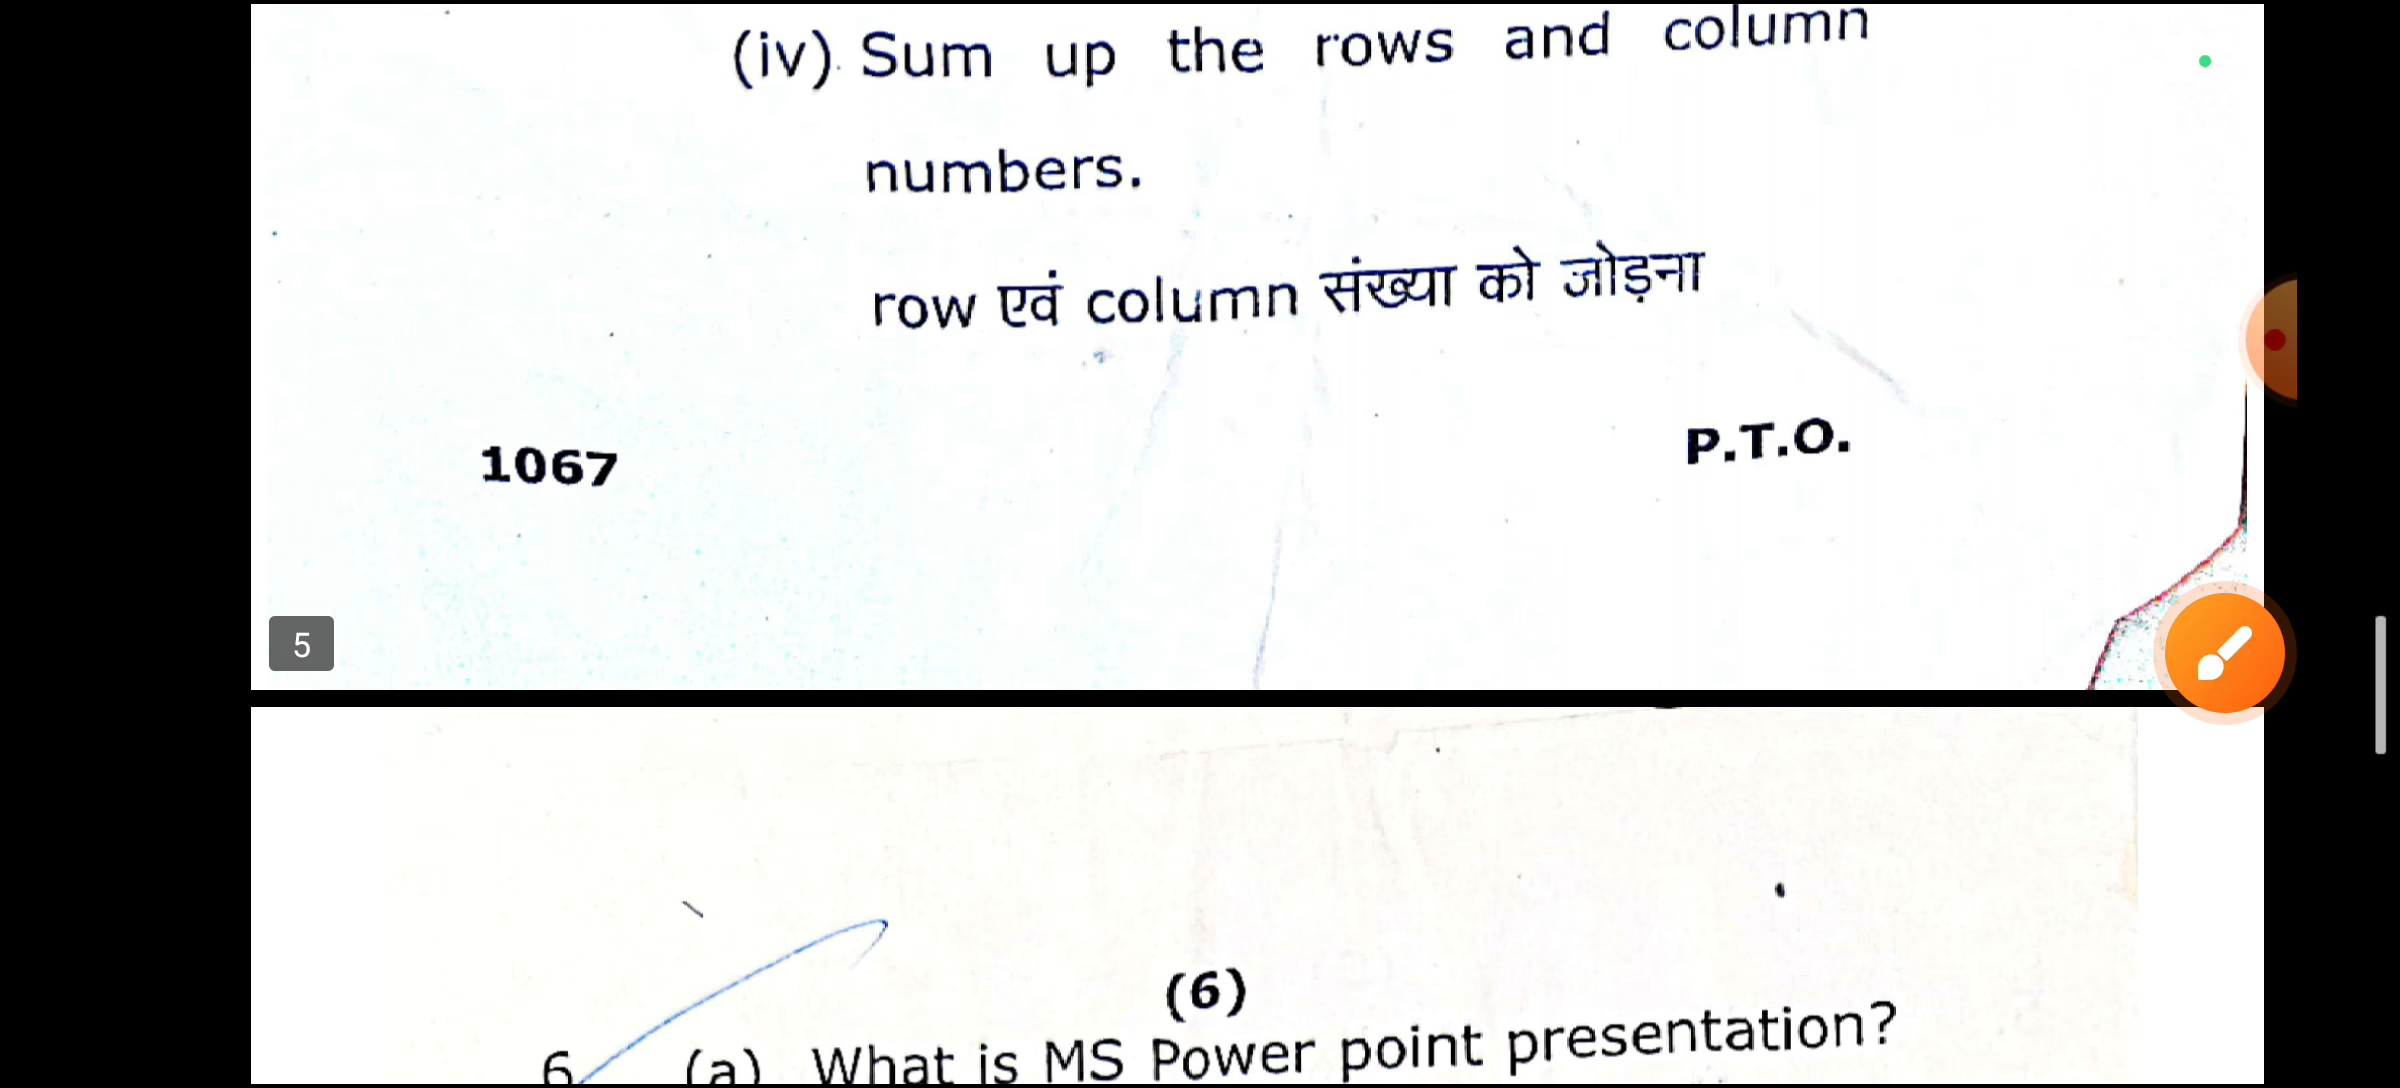 (iv) Sum up the rows and column
numbers.
row एवं column संख्या को जोड़ना
1067
P.T.O.
5
(6)
6 (a) What is MS Power point presentation?